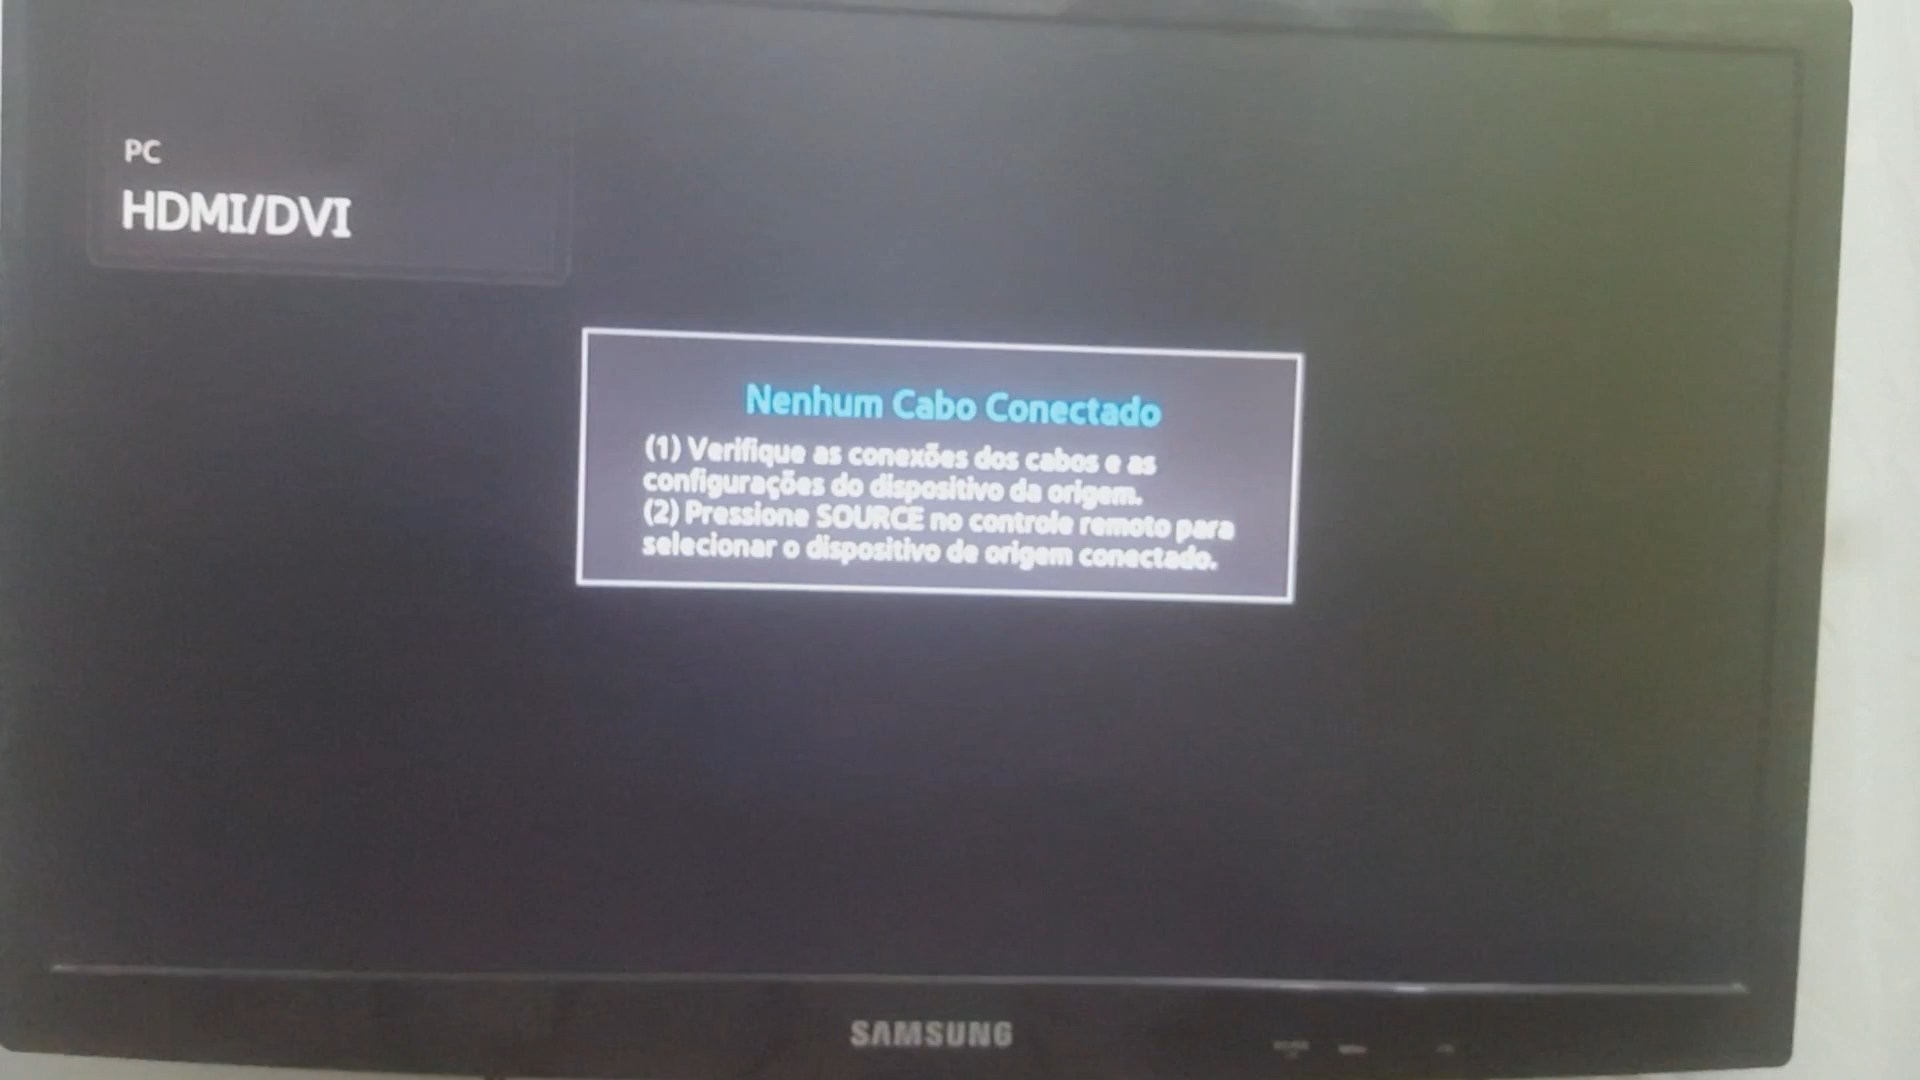 PC
HDMI/DVI
Nenhum Cabo Conectado
(1) Verifique as conexões dos cabos e as
configurações do dispositivo da origem.
(2) Pressione SOURCE no controle remoto para
selecionar o dispositivo de origem conectado.
SAMSUNG